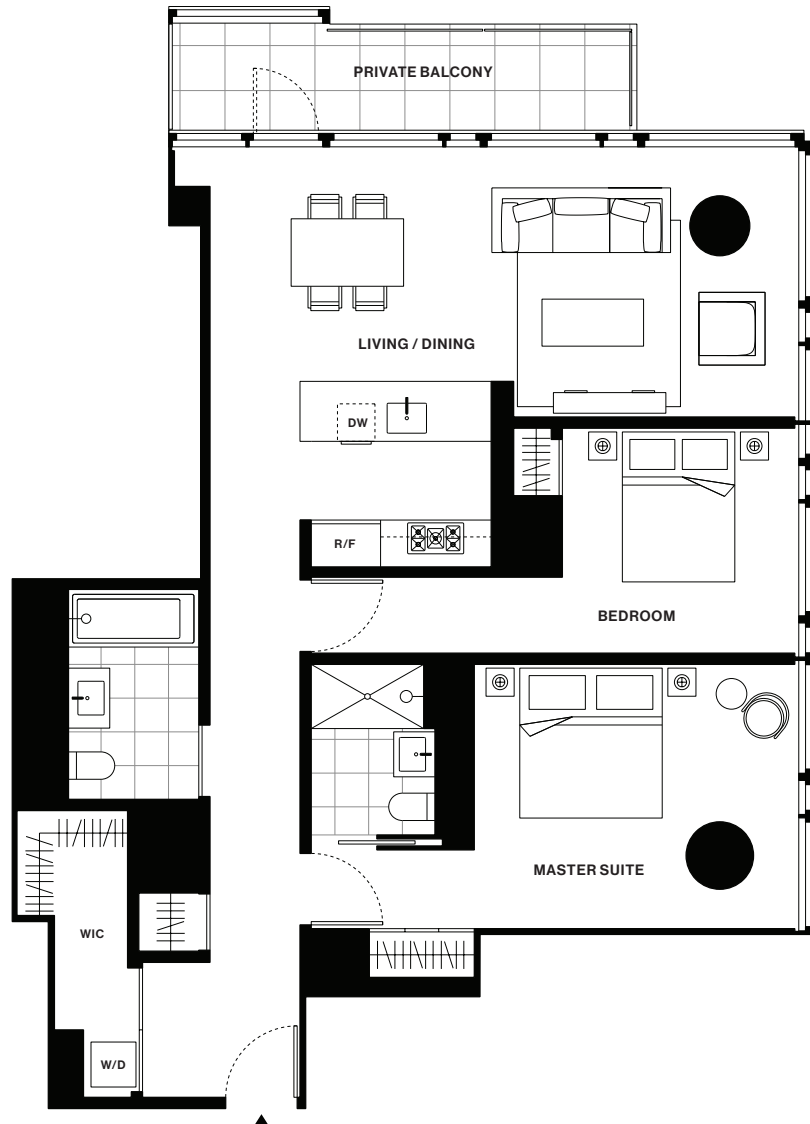 PRIVATE BALCONY
LIVING / DINING
DW
R/F
BEDROOM
MASTER SUITE
WIC
W/D